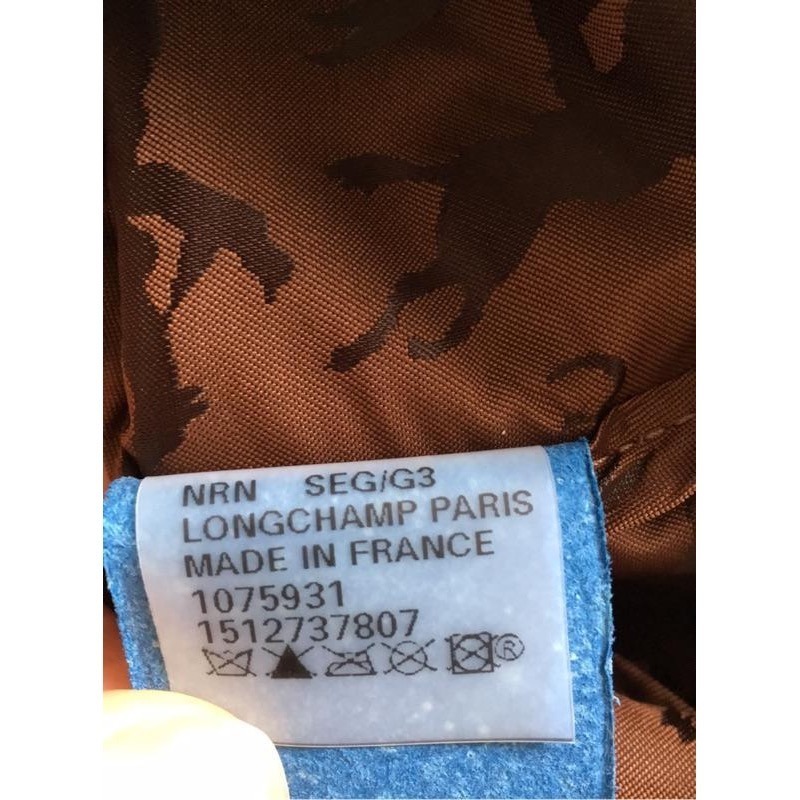 NRN SEG/G3
LONGCHAMP PARIS
MADE IN FRANCE
1075931
1512737807
®